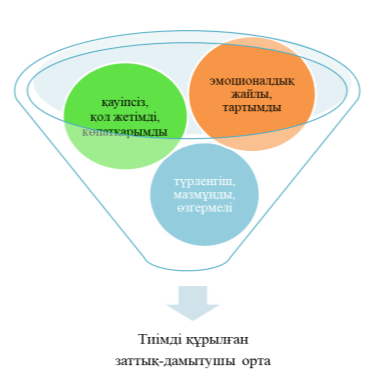 қауіпсіз,
қол жетімді,
көпатқарымды
эмоционалдық
жайлы,
тартымды
түрленгіш,
мазмұнды,
өзгермелі
Тиімді құрылған
заттық-дамытушы орта